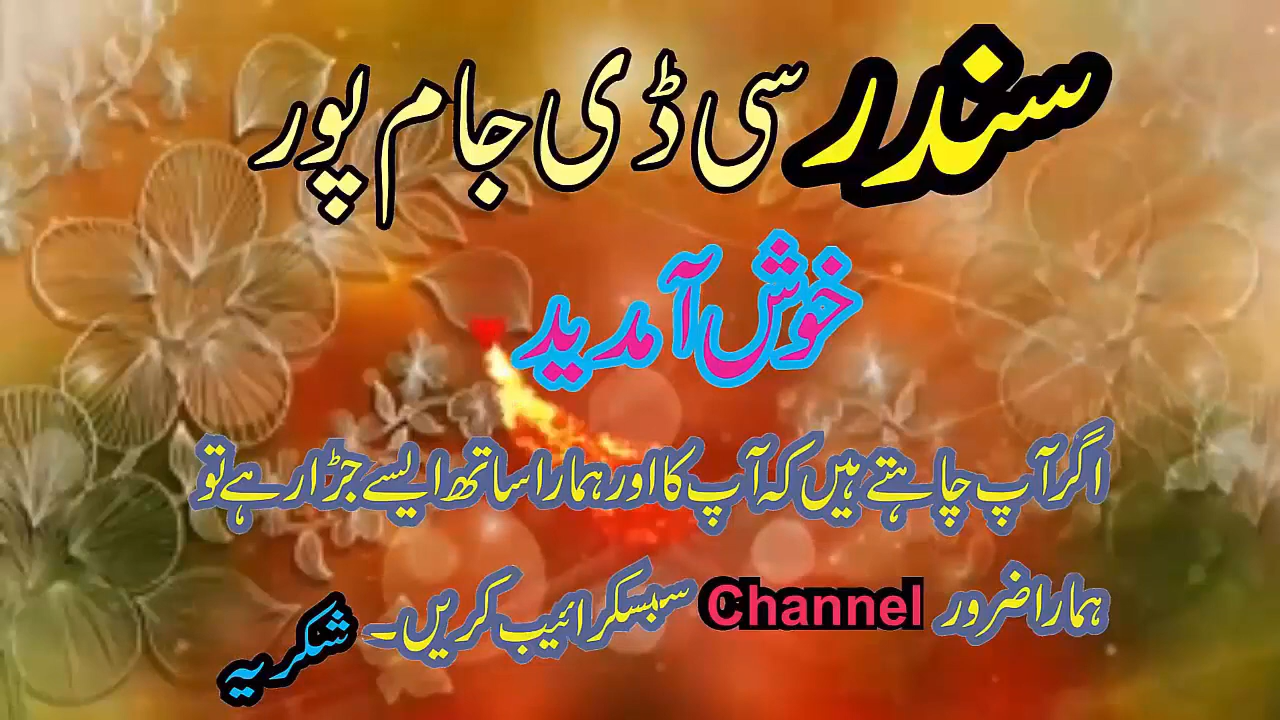 سندر سی ڈی جام پور
خوش آمدید
اگر آپ چاہتے ہیں کہ آپ کا اور ہمارا ساتھ ایسے جڑا رہے تو
ہمارا ضرور Channel سبسکرائیب کریں۔ شکریہ